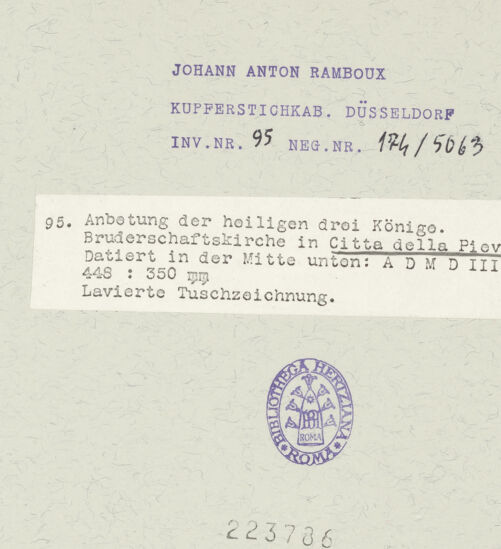 JOHANN ANTON RAMBOUX
KUPFERSTICHKAB. DÜSSELDORF
INV.NR. 95 NEG.NR. 174/5063
95. Anbetung der heiligen drei Könige.
Bruderschaftskirche in Citta della Piev
Datiert in der Mitte unten: A D M D III
448 : 350 mm
Lavierte Tuschzeichnung.
BIBLIOTHECA HERTZIANA
ROMA
ROMA
223786